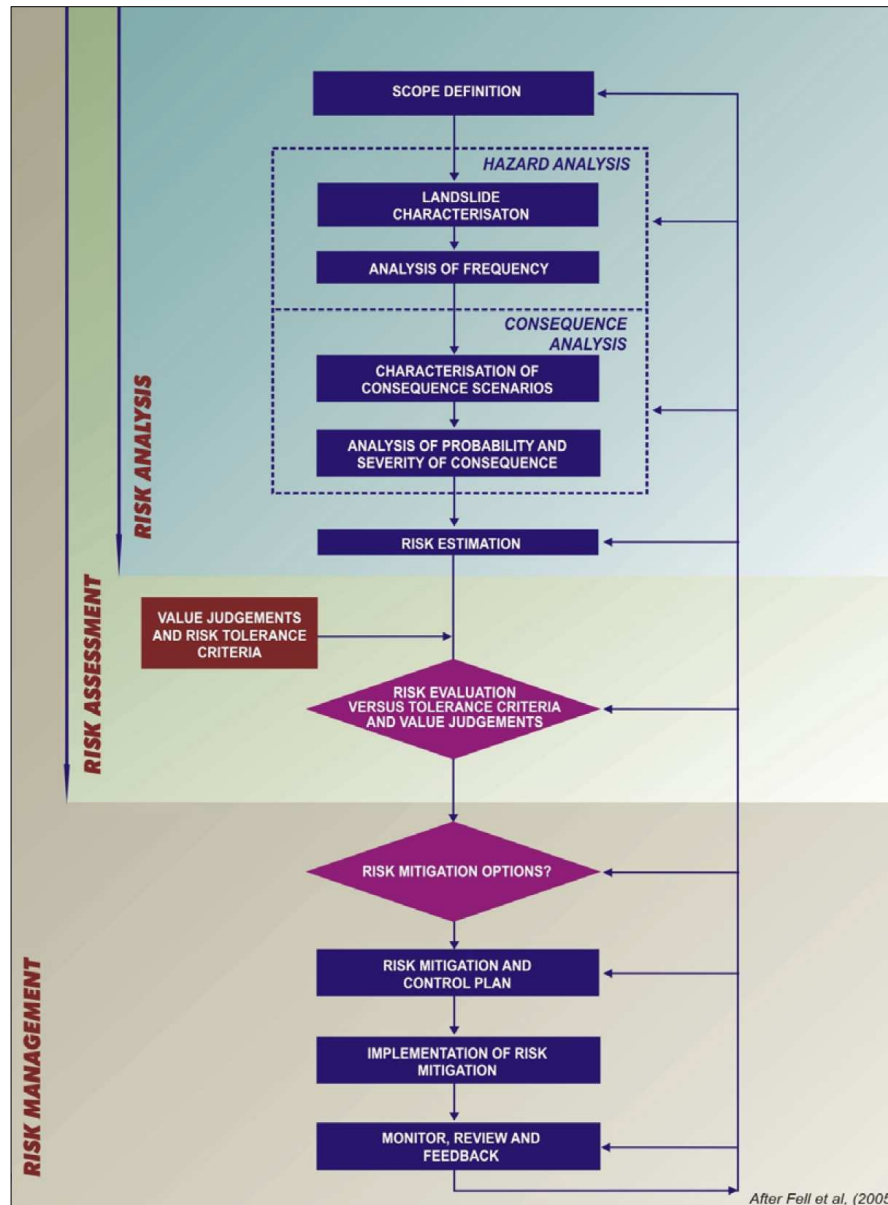 SCOPE DEFINITION
HAZARD ANALYSIS
LANDSLIDE
CHARACTERISATON
ANALYSIS OF FREQUENCY
CONSEQUENCE
ANALYSIS
CHARACTERISATION OF
CONSEQUENCE SCENARIOS
ANALYSIS OF PROBABILITY AND
SEVERITY OF CONSEQUENCE
RISK ANALYSIS
RISK ESTIMATION
VALUE JUDGEMENTS
AND RISK TOLERANCE
CRITERIA
RISK ASSESSMENT
RISK EVALUATION
VERSUS TOLERANCE CRITERIA
AND VALUE JUDGEMENTS
RISK MITIGATION OPTIONS?
RISK MITIGATION AND
CONTROL PLAN
IMPLEMENTATION OF RISK
MITIGATION
RISK MANAGEMENT
MONITOR, REVIEW AND
FEEDBACK
After Fell et al, (2005